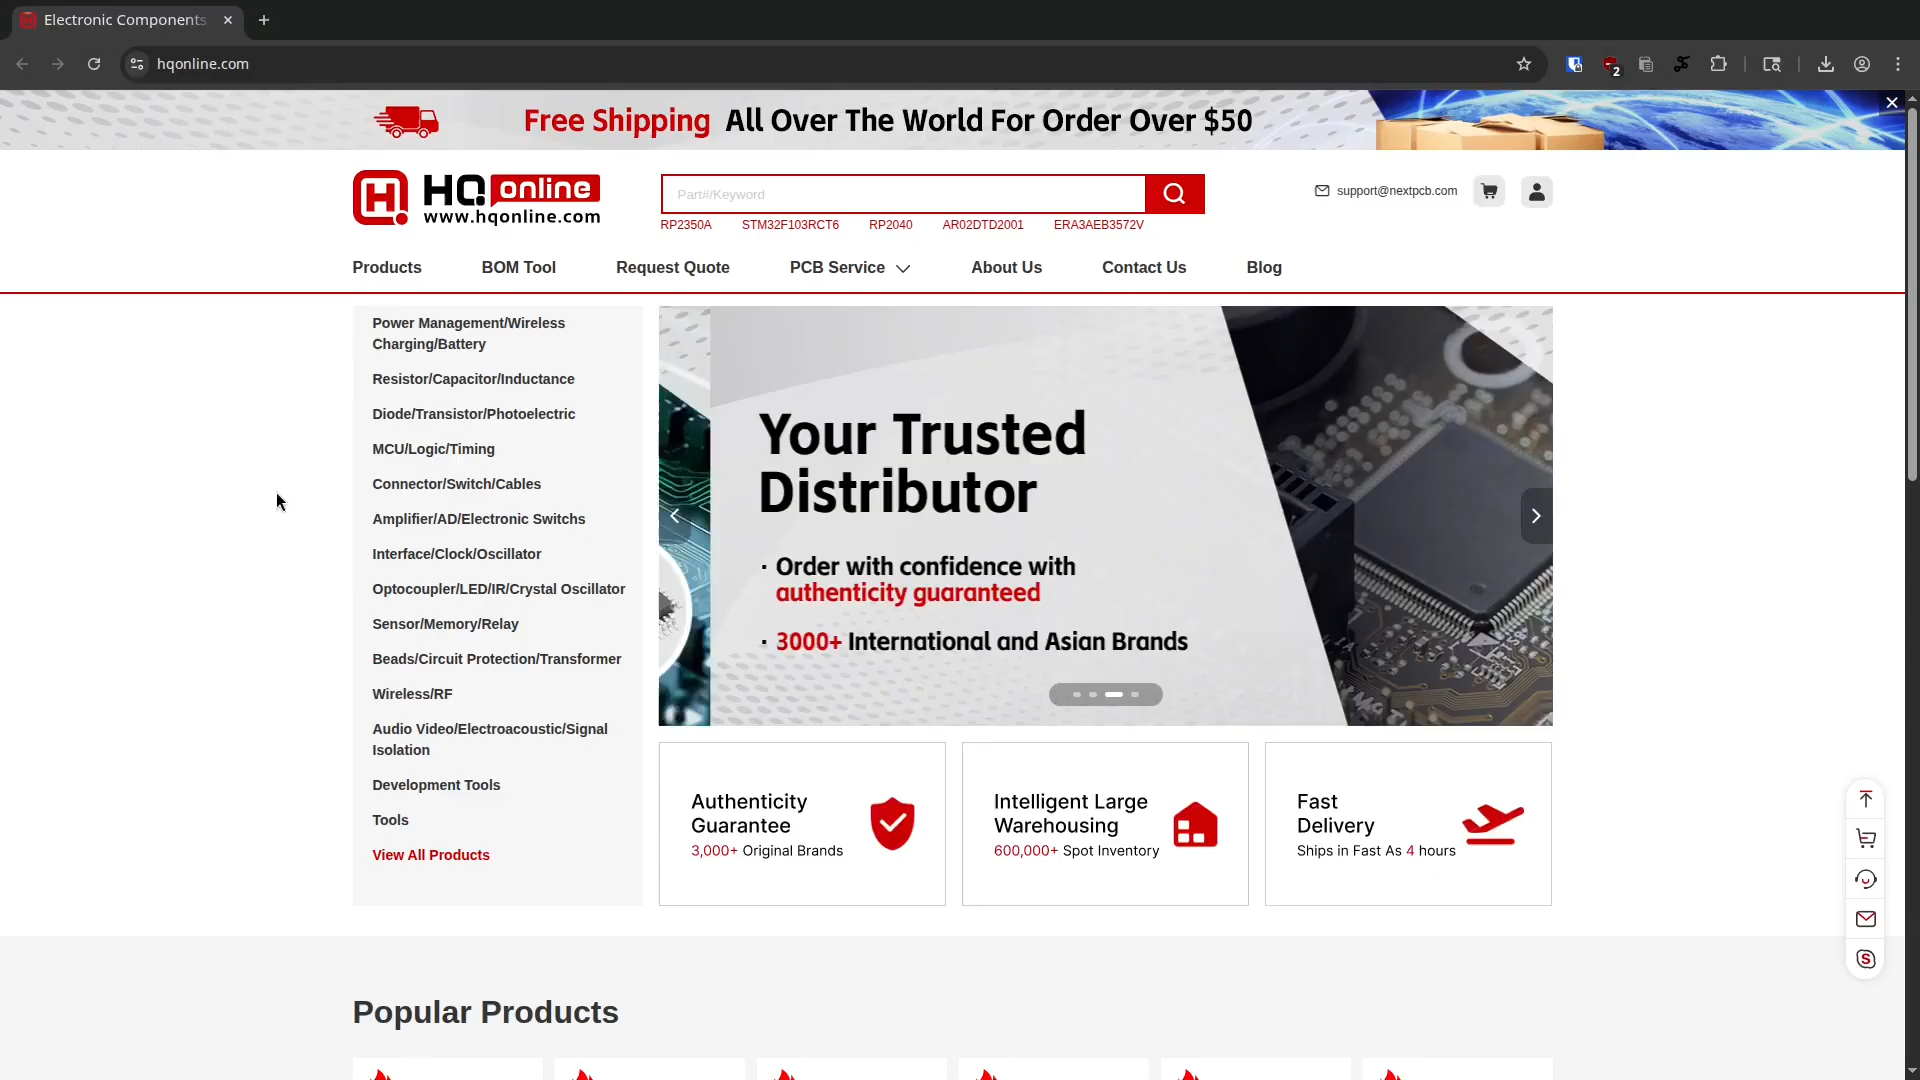 Electronic Components
hqonline.com
2
Free Shipping All Over The World For Order Over $50
HQ online
www.hqonline.com
Part#/Keyword
support@nextpcb.com
RP2350A STM32F103RCT6 RP2040 AR02DTD2001 ERA3AEB3572V
Products BOM Tool Request Quote PCB Service About Us Contact Us Blog
Power Management/Wireless
Charging/Battery
Resistor/Capacitor/Inductance
Diode/Transistor/Photoelectric
MCU/Logic/Timing
Connector/Switch/Cables
Amplifier/AD/Electronic Switchs
Interface/Clock/Oscillator
Optocoupler/LED/IR/Crystal Oscillator
Sensor/Memory/Relay
Beads/Circuit Protection/Transformer
Wireless/RF
Audio Video/Electroacoustic/Signal
Isolation
Development Tools
Tools
View All Products
Your Trusted
Distributor
· Order with confidence with
authenticity guaranteed
· 3000+ International and Asian Brands
Authenticity
Guarantee
3,000+ Original Brands
Intelligent Large
Warehousing
600,000+ Spot Inventory
Fast
Delivery
Ships in Fast As 4 hours
Popular Products